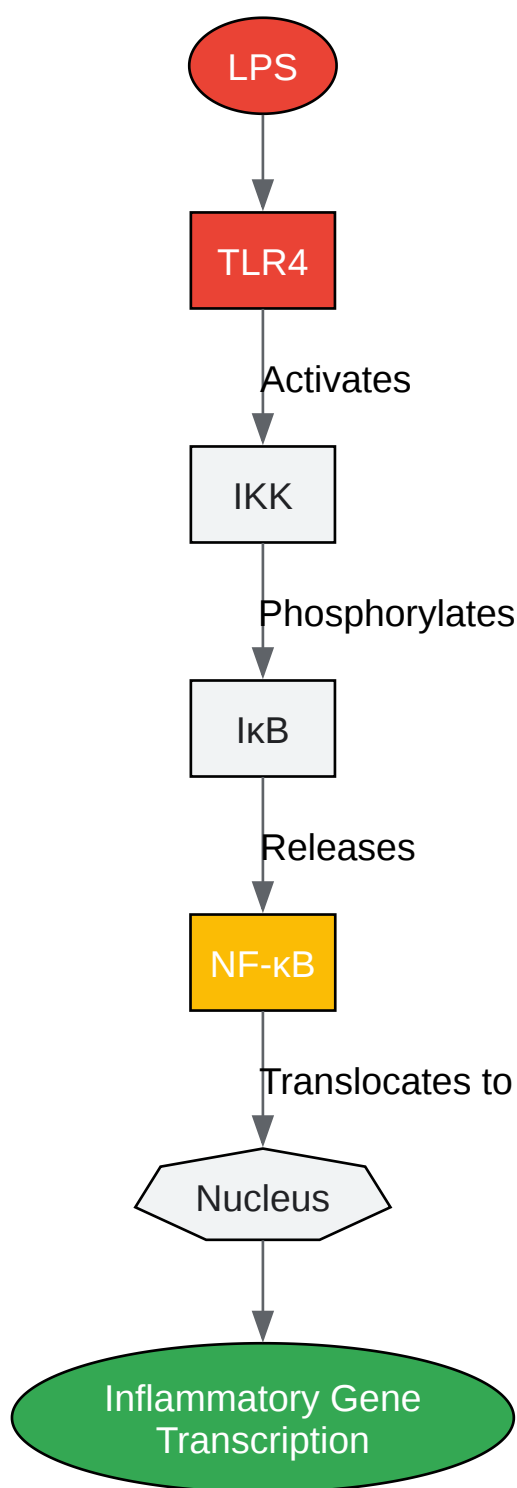 LPS
TLR4
Activates
IKK
Phosphorylates
IκB
Releases
NF-κB
Translocates to
Nucleus
Inflammatory Gene
Transcription